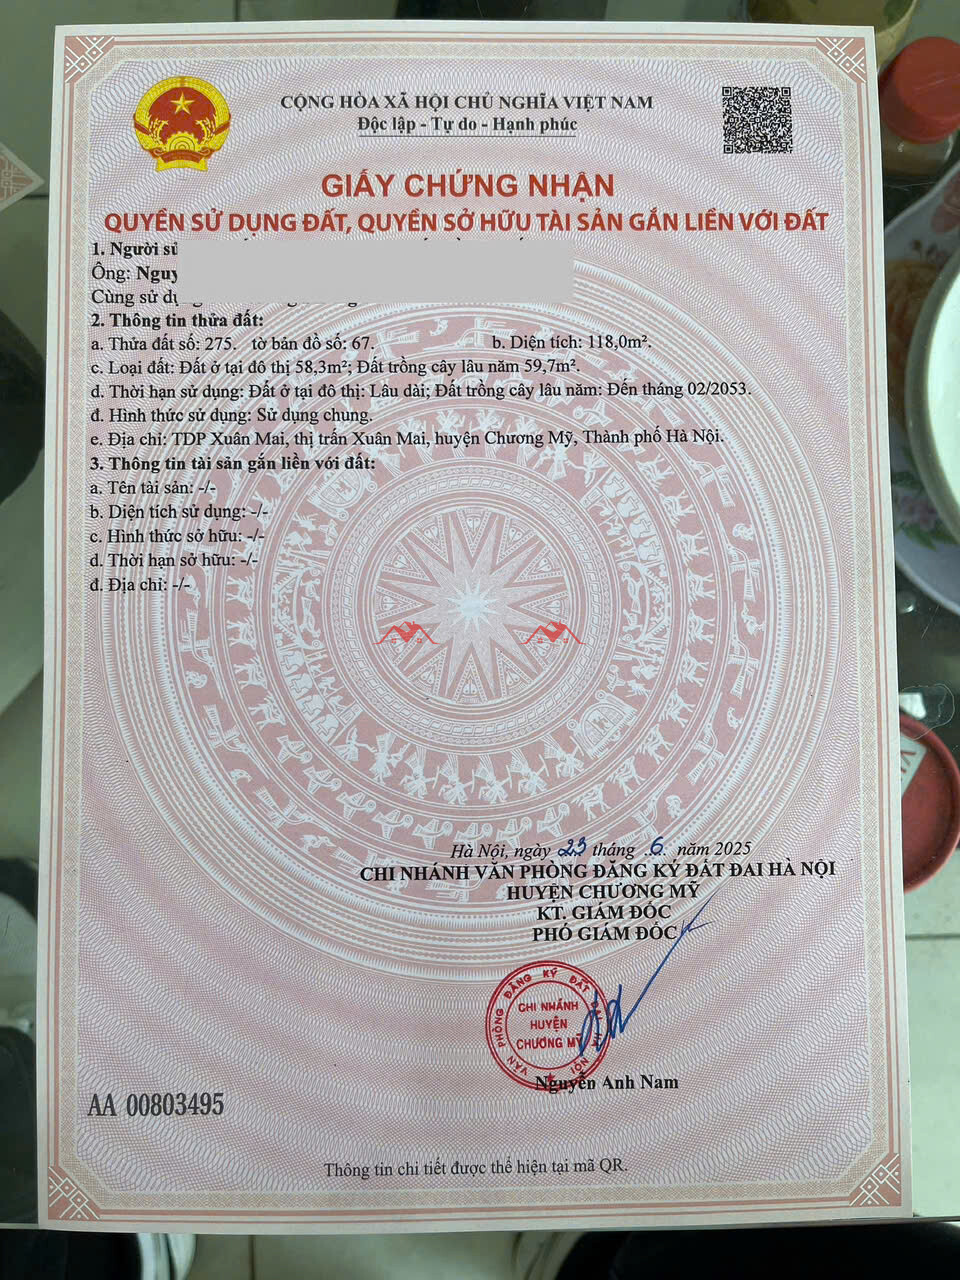 CỘNG HÒA XÃ HỘI CHỦ NGHĨA VIỆT NAM
Độc lập - Tự do - Hạnh phúc
GIẤY CHỨNG NHẬN
QUYỀN SỬ DỤNG ĐẤT, QUYỀN SỞ HỮU TÀI SẢN GẮN LIỀN VỚI ĐẤT
1. Người
Ông:
Cùng sử
2. Thông tin thửa đất:
a. Thửa đất số: 275. tờ bản đồ số: 67. b. Diện tích: 118,0m².
c. Loại đất: Đất ở tại đô thị 58,3m²; Đất trồng cây lâu năm 59,7m².
d. Thời hạn sử dụng: Đất ở tại đô thị: Lâu dài; Đất trồng cây lâu năm: Đến tháng 02/2053.
đ. Hình thức sử dụng: Sử dụng chung.
e. Địa chỉ: TDP Xuân Mai, thị trấn Xuân Mai, huyện Chương Mỹ, Thành phố Hà Nội.
3. Thông tin tài sản gắn liền với đất:
a. Tên tài sản: -/-
b. Diện tích sử dụng: -/-
c. Hình thức sở hữu: -/-
d. Thời hạn sở hữu: -/-
đ. Địa chỉ: -/-
Hà Nội, ngày 23 tháng 6 năm 2025
CHI NHÁNH VĂN PHÒNG ĐĂNG KÝ ĐẤT ĐAI HÀ NỘI
HUYỆN CHƯƠNG MỸ
KT. GIÁM ĐỐC
PHÓ GIÁM ĐỐC
VĂN PHÒNG ĐĂNG KÝ ĐẤT ĐAI HÀ NỘI
CHI NHÁNH
HUYỆN
CHƯƠNG MỸ
Nguyễn Anh Nam
AA 00803495
Thông tin chi tiết được thể hiện tại mã QR.